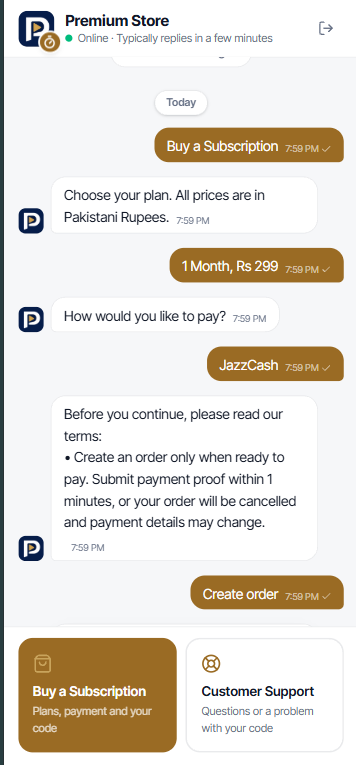 Premium Store
Online · Typically replies in a few minutes
Today
Buy a Subscription 7:59 PM ✓
Choose your plan. All prices are in
Pakistani Rupees. 7:59 PM
1 Month, Rs 299 7:59 PM ✓
How would you like to pay? 7:59 PM
JazzCash 7:59 PM ✓
Before you continue, please read our
terms:
• Create an order only when ready to
pay. Submit payment proof within 1
minutes, or your order will be cancelled
and payment details may change.
7:59 PM
Create order 7:59 PM ✓
Buy a Subscription
Plans, payment and your
code
Customer Support
Questions or a problem
with your code